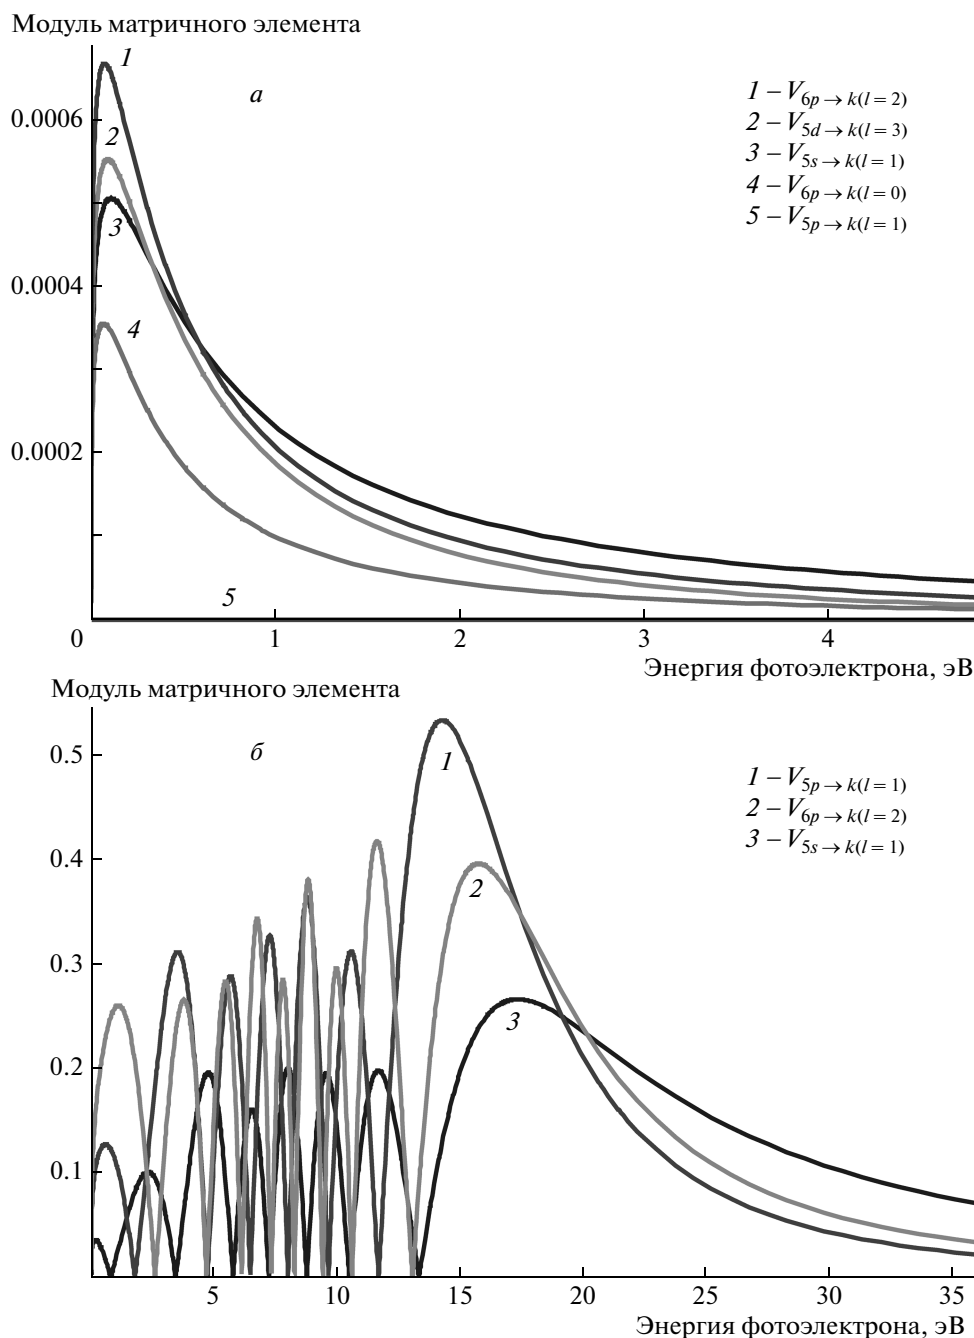 Модуль матричного элемента
1
а
0.0006
2
3
4
0.0004
0.0002
5
1 – V6p → k(l = 2)
2 – V5d → k(l = 3)
3 – V5s → k(l = 1)
4 – V6p → k(l = 0)
5 – V5p → k(l = 1)
0 1 2 3 4
Энергия фотоэлектрона, эВ
Модуль матричного элемента
0.5
б
1
0.4
2
0.3
3
0.2
0.1
1 – V5p → k(l = 1)
2 – V6p → k(l = 2)
3 – V5s → k(l = 1)
5 10 15 20 25 30 35
Энергия фотоэлектрона, эВ